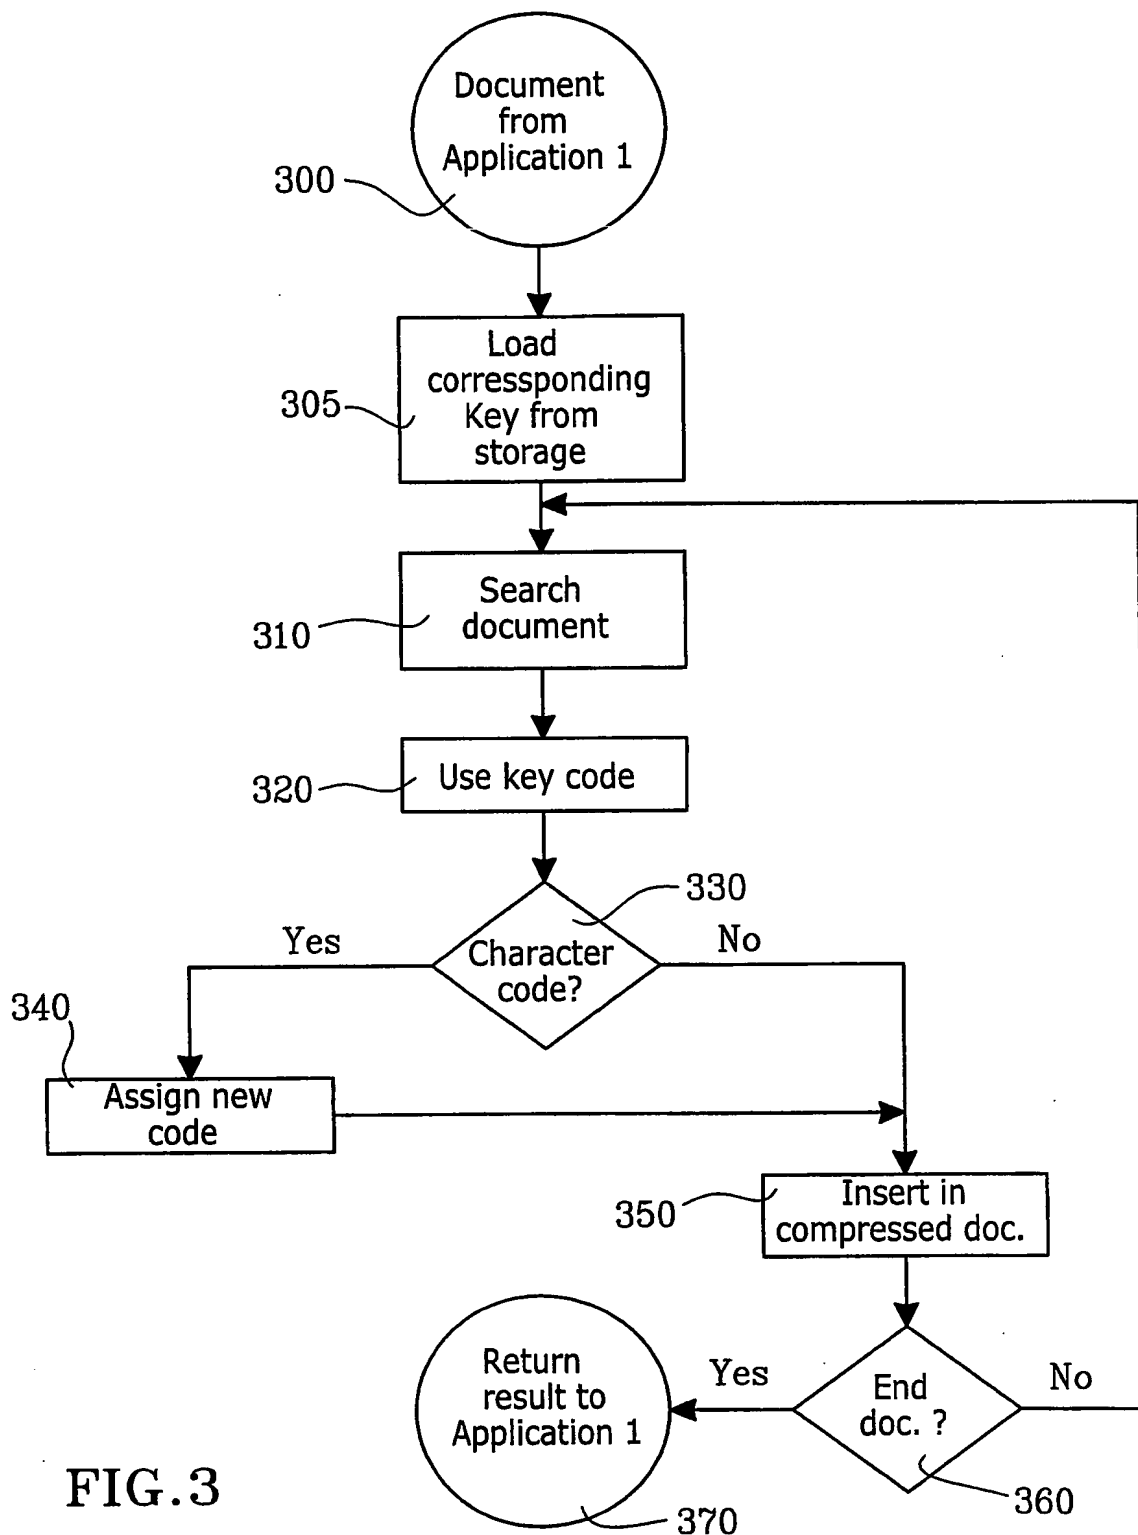 Document
from
Application 1
300
Load
corressponding
Key from
storage
305
Search
document
310
Use key code
320
330
Character
code?
Yes
No
340
Assign new
code
350
Insert in
compressed doc.
Return
result to
Application 1
Yes
End
doc. ?
No
360
370
FIG.3